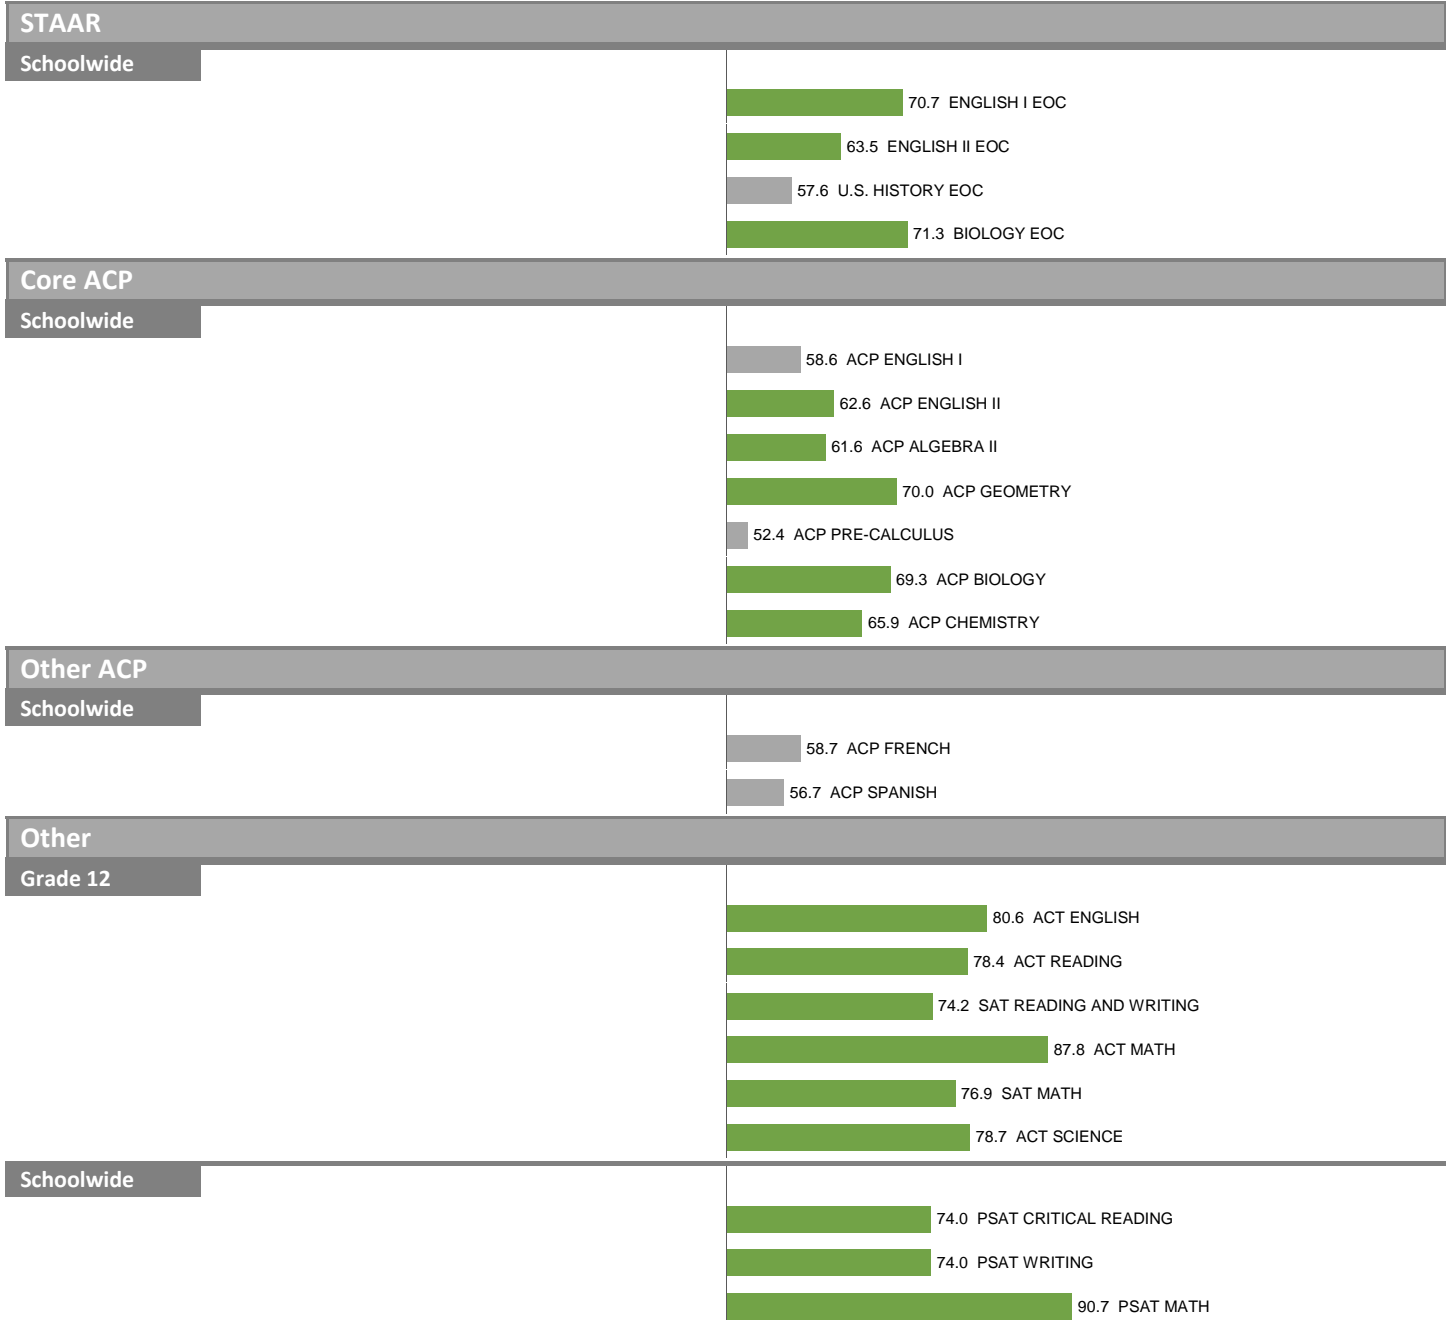 STAAR
Schoolwide
70.7 ENGLISH I EOC
63.5 ENGLISH II EOC
57.6 U.S. HISTORY EOC
71.3 BIOLOGY EOC
Core ACP
Schoolwide
58.6 ACP ENGLISH I
62.6 ACP ENGLISH II
61.6 ACP ALGEBRA II
70.0 ACP GEOMETRY
52.4 ACP PRE-CALCULUS
69.3 ACP BIOLOGY
65.9 ACP CHEMISTRY
Other ACP
Schoolwide
58.7 ACP FRENCH
56.7 ACP SPANISH
Other
Grade 12
80.6 ACT ENGLISH
78.4 ACT READING
74.2 SAT READING AND WRITING
87.8 ACT MATH
76.9 SAT MATH
78.7 ACT SCIENCE
Schoolwide
74.0 PSAT CRITICAL READING
74.0 PSAT WRITING
90.7 PSAT MATH